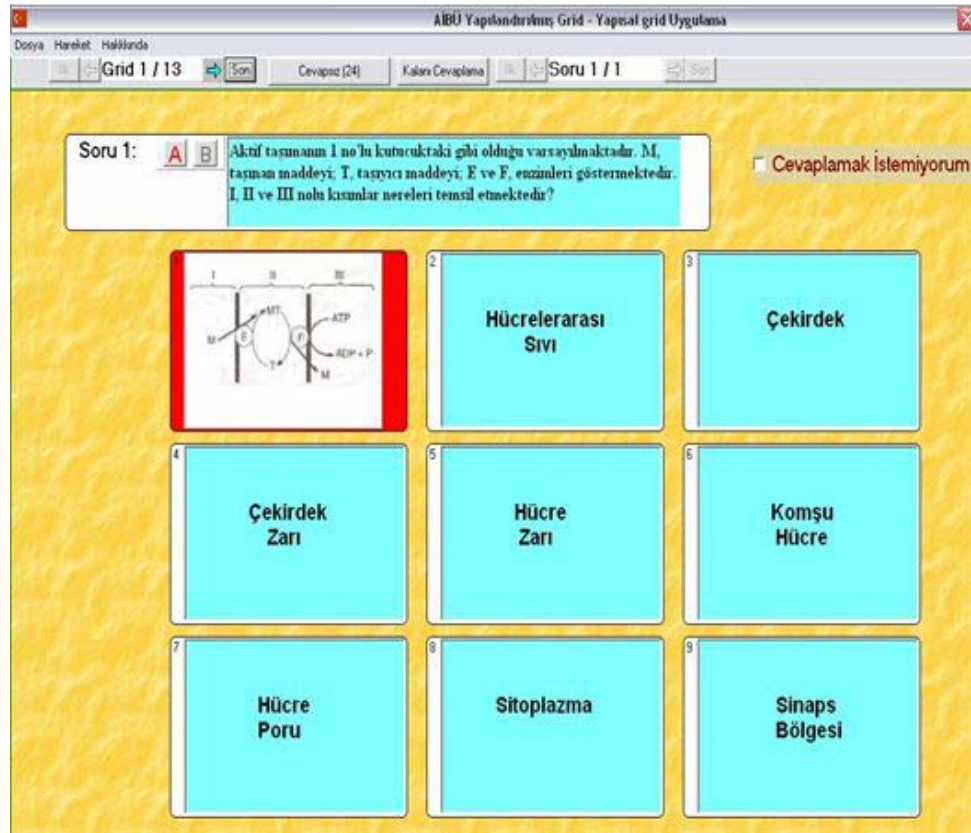 AİBÜ Yapılandırılmış Grid - Yapısal grid Uygulama
Dosya Hareket Hakkında
İlk Grid 1 / 13 Son Cevapsız (24) Kalanı Cevaplama İlk Soru 1 / 1 Son
Soru 1: A B
Aktif taşımanın 1 no'lu kutucuktaki gibi olduğu varsayılmaktadır. M,
taşınan maddeyi; T, taşıyıcı maddeyi; E ve F, enzimleri göstermektedir.
I, II ve III nolu kısımlar nereleri temsil etmektedir?
Cevaplamak İstemiyorum
1
I II III
MT
ATP
M E F
T ADP + P
M
2
Hücrelerarası
Sıvı
3
Çekirdek
4
Çekirdek
Zarı
5
Hücre
Zarı
6
Komşu
Hücre
7
Hücre
Poru
8
Sitoplazma
9
Sinaps
Bölgesi